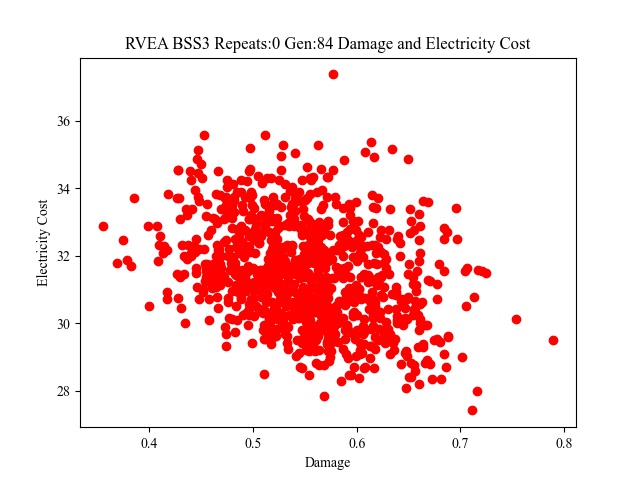 RVEA BSS3 Repeats:0 Gen:84 Damage and Electricity Cost
36
34
32
30
28
Electricity Cost
0.4 0.5 0.6 0.7 0.8
Damage